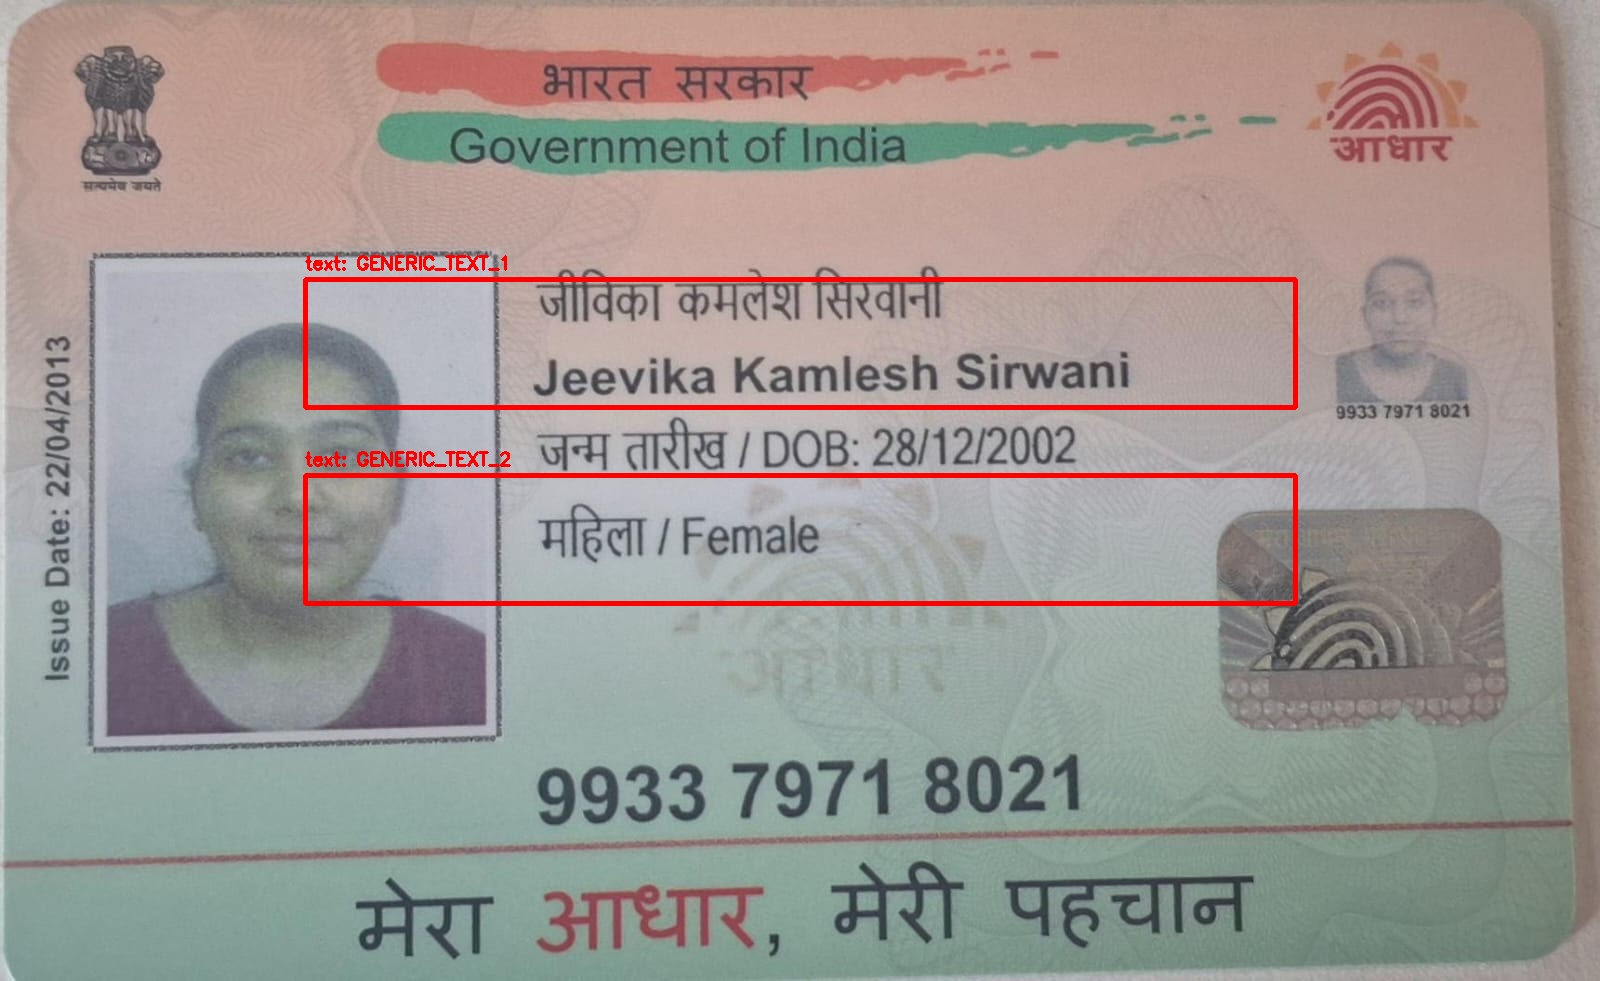 भारत सरकार
Government of India
सत्यमेव जयते
आधार
text: GENERIC_TEXT_1
जीविका कमलेश सिरवानी
Jeevika Kamlesh Sirwani
9933 7971 8021
जन्म तारीख / DOB: 28/12/2002
text: GENERIC_TEXT_2
महिला / Female
Issue Date: 22/04/2013
आधार
9933 7971 8021
मेरा आधार, मेरी पहचान